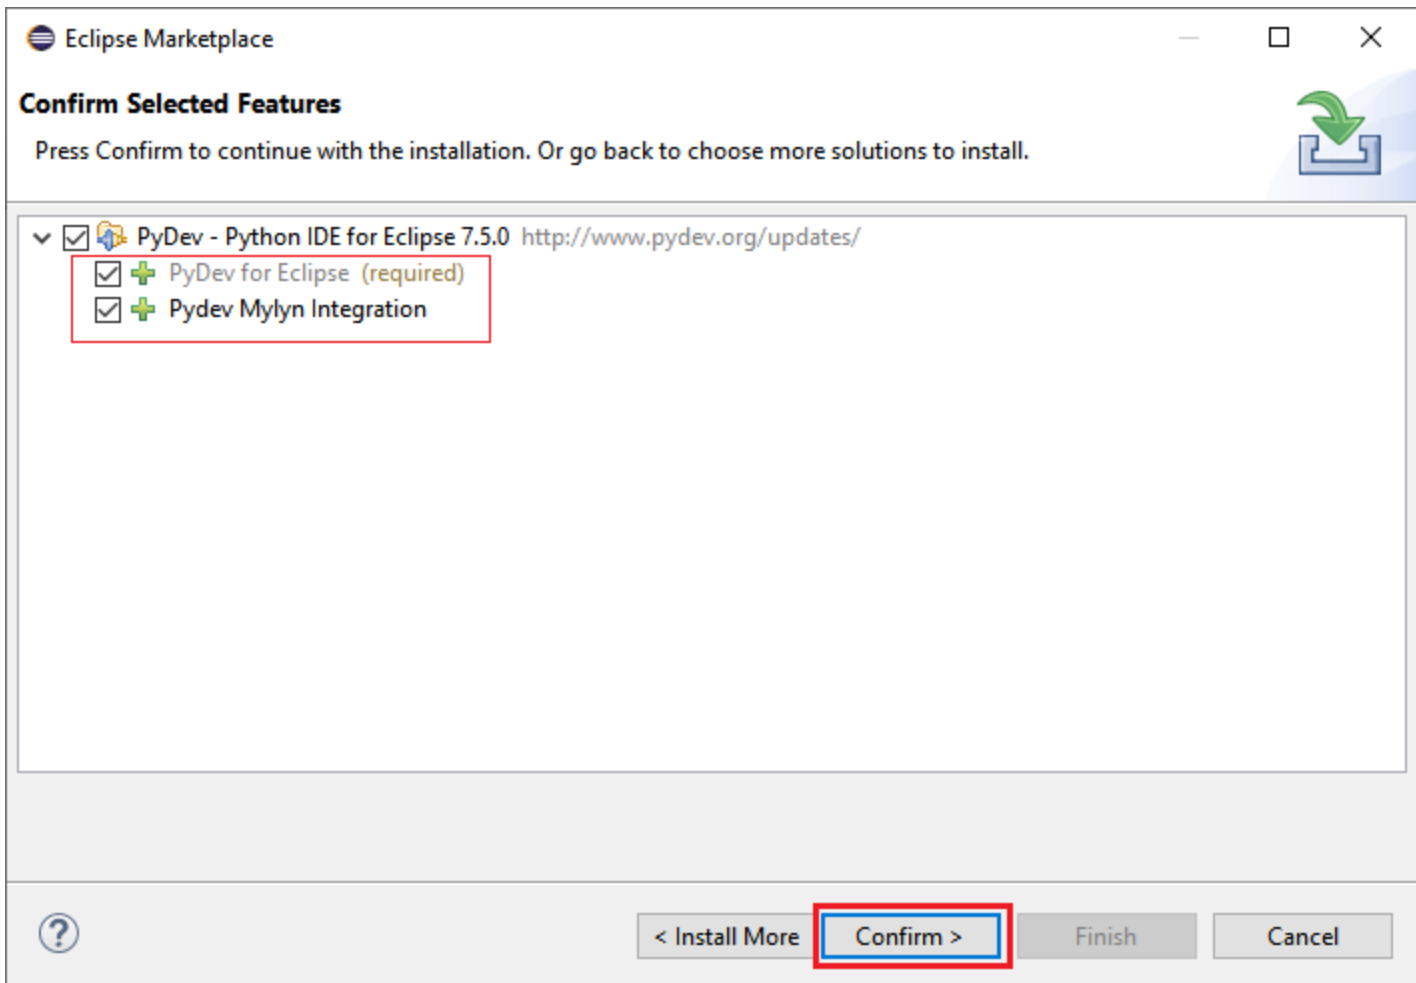 Eclipse Marketplace
Confirm Selected Features
Press Confirm to continue with the installation. Or go back to choose more solutions to install.
PyDev - Python IDE for Eclipse 7.5.0 http://www.pydev.org/updates/
PyDev for Eclipse (required)
Pydev Mylyn Integration
?
< Install More Confirm > Finish Cancel